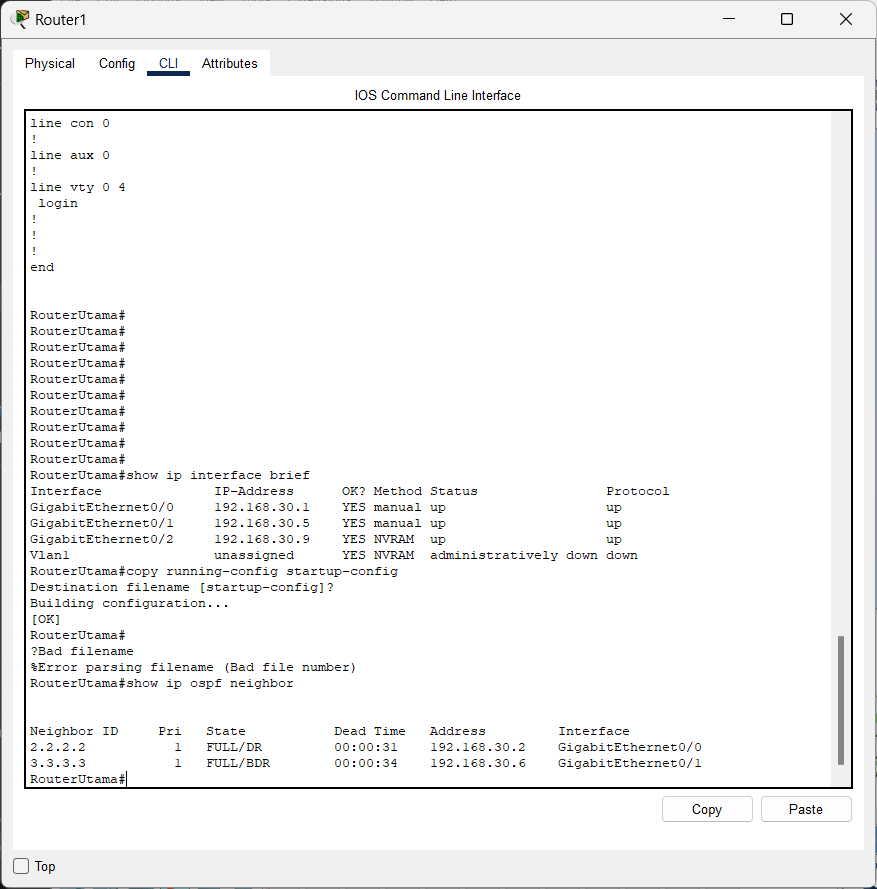 Router1
Physical Config CLI Attributes
IOS Command Line Interface
line con 0
!
line aux 0
!
line vty 0 4
 login
!
!
!
end
RouterUtama#
RouterUtama#
RouterUtama#
RouterUtama#
RouterUtama#
RouterUtama#
RouterUtama#
RouterUtama#
RouterUtama#
RouterUtama#
RouterUtama#show ip interface brief
Interface              IP-Address      OK? Method Status                Protocol
GigabitEthernet0/0     192.168.30.1    YES manual up                    up
GigabitEthernet0/1     192.168.30.5    YES manual up                    up
GigabitEthernet0/2     192.168.30.9    YES NVRAM  up                    up
Vlan1                  unassigned      YES NVRAM  administratively down down
RouterUtama#copy running-config startup-config
Destination filename [startup-config]?
Building configuration...
[OK]
RouterUtama#
?Bad filename
%Error parsing filename (Bad file number)
RouterUtama#show ip ospf neighbor
Neighbor ID     Pri   State           Dead Time   Address         Interface
2.2.2.2           1   FULL/DR         00:00:31    192.168.30.2    GigabitEthernet0/0
3.3.3.3           1   FULL/BDR        00:00:34    192.168.30.6    GigabitEthernet0/1
RouterUtama#
Copy Paste
Top